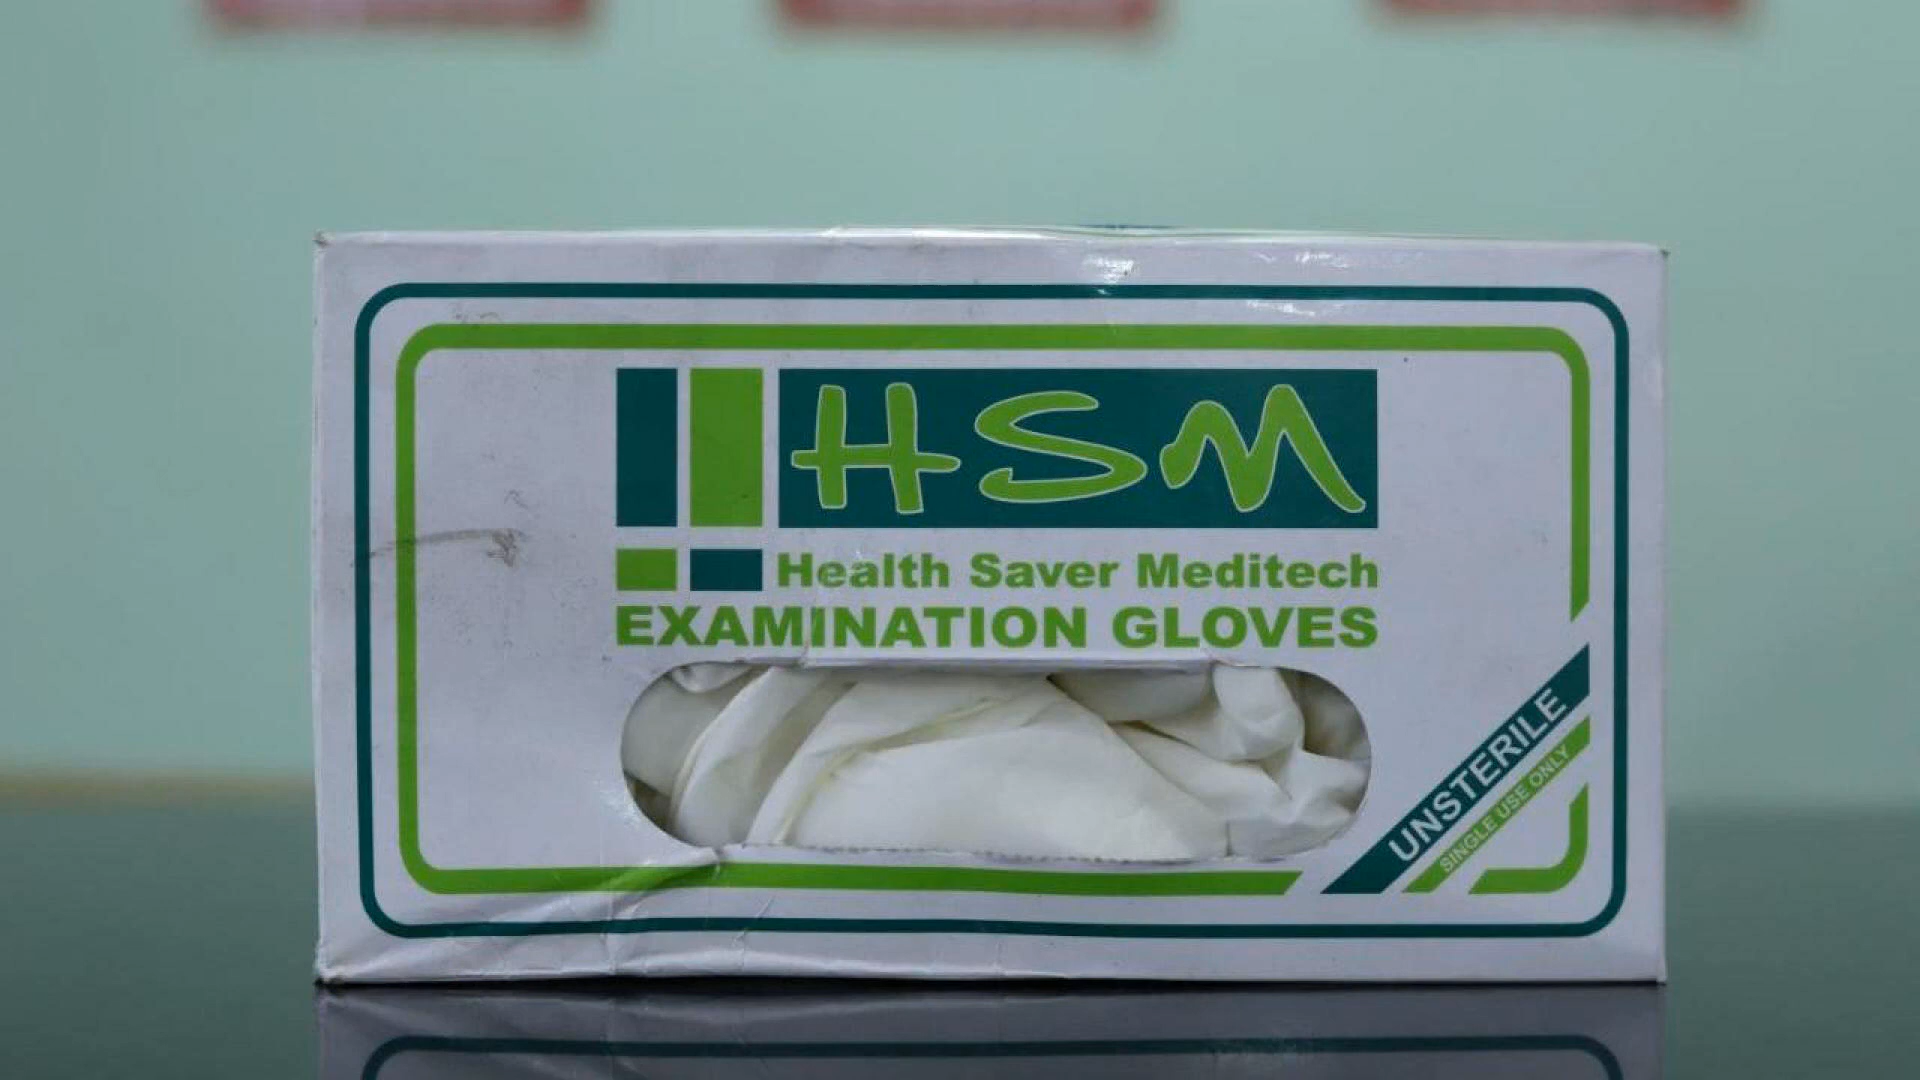 HSM
Health Saver Meditech
EXAMINATION GLOVES
UNSTERILE
SINGLE USE ONLY